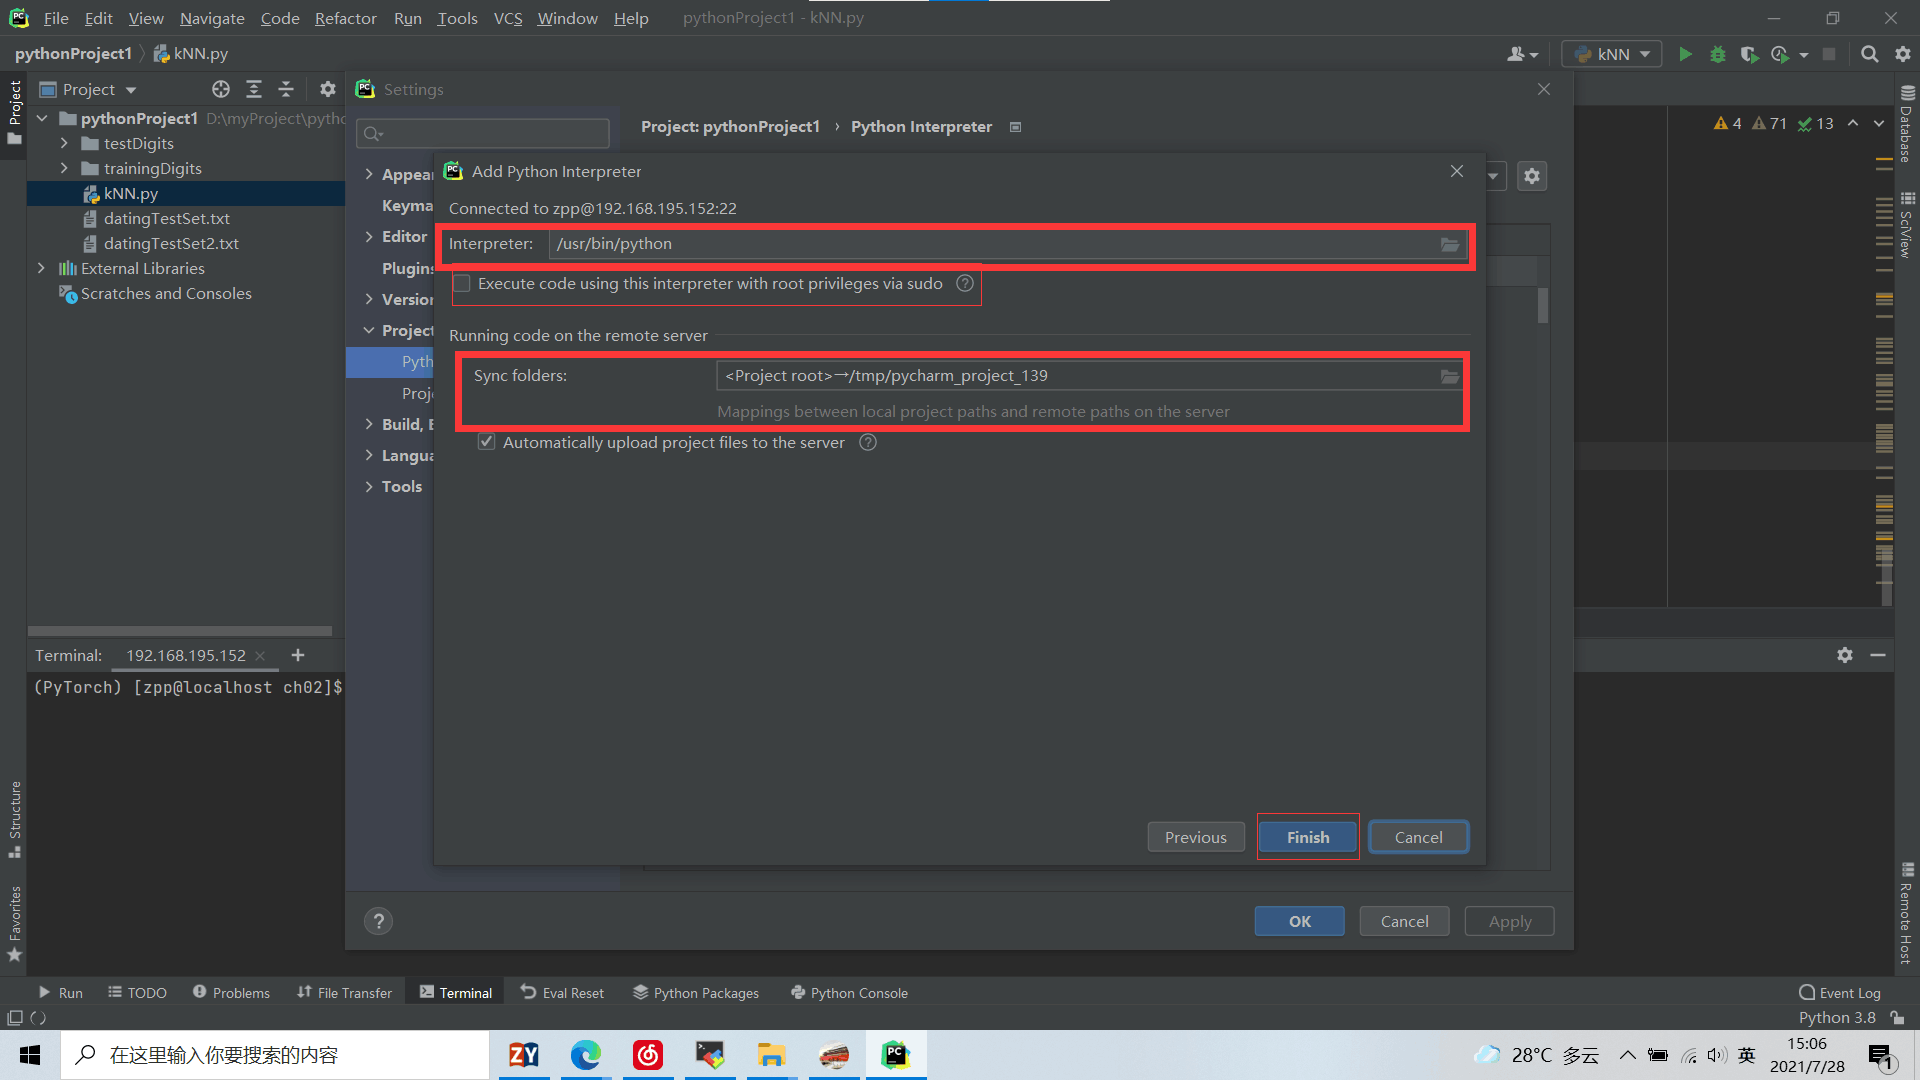 File Edit View Navigate Code Refactor Run Tools VCS Window Help pythonProject1 - kNN.py
pythonProject1 kNN.py
kNN
Project
pythonProject1 D:\myProject\pytho
testDigits
trainingDigits
kNN.py
datingTestSet.txt
datingTestSet2.txt
External Libraries
Scratches and Consoles
Project
Structure
Favorites
Settings
Project: pythonProject1 › Python Interpreter
Appear
Keyma
Editor
Plugins
Version
Project
Pyth
Proj
Build, E
Langua
Tools
Add Python Interpreter
Connected to zpp@192.168.195.152:22
Interpreter: /usr/bin/python
Execute code using this interpreter with root privileges via sudo ?
Running code on the remote server
Sync folders: <Project root>→/tmp/pycharm_project_139
Mappings between local project paths and remote paths on the server
Automatically upload project files to the server ?
Previous Finish Cancel
? OK Cancel Apply
4 71 13
Database
SciView
Remote Host
Terminal: 192.168.195.152
(PyTorch) [zpp@localhost ch02]$
Run TODO Problems File Transfer Terminal Eval Reset Python Packages Python Console Event Log
Python 3.8
在这里输入你要搜索的内容
ZY
PC
28°C 多云
英
15:06
2021/7/28
1